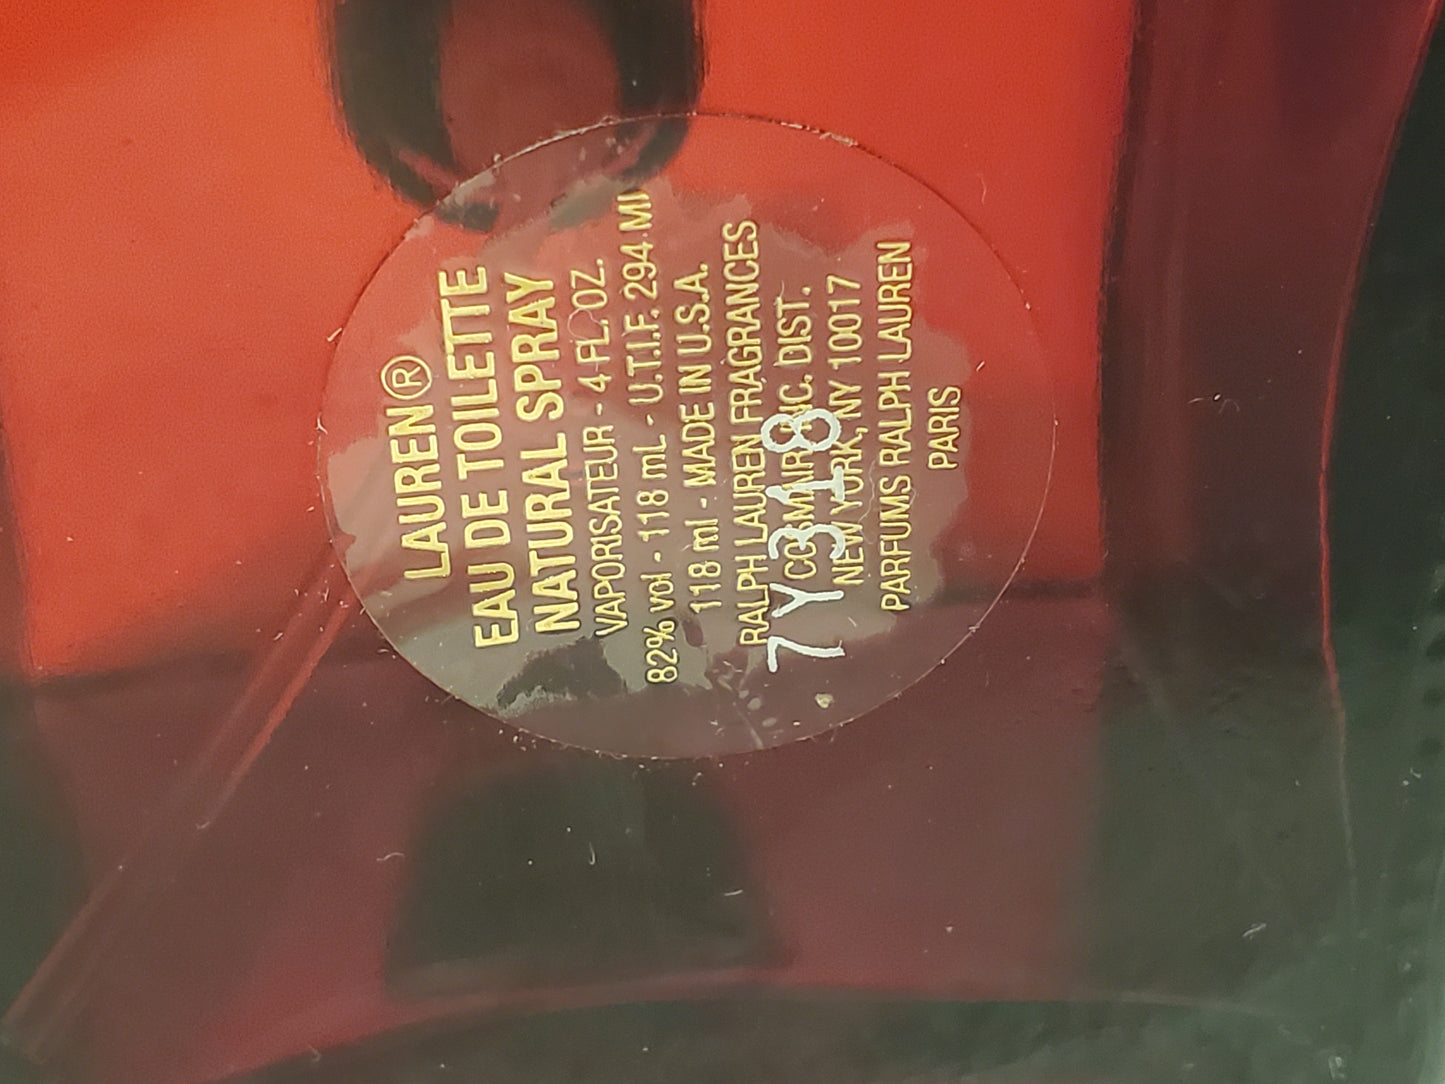 LAUREN®
EAU DE TOILETTE
NATURAL SPRAY
VAPORISATEUR - 4 FL. OZ.
82% vol - 118 mL - U.T.I.F. 294 MI
118 ml - MADE IN U.S.A.
RALPH LAUREN FRAGRANCES
COSMAIR, INC. DIST.
NEW YORK, NY 10017
PARFUMS RALPH LAUREN
PARIS
7Y318